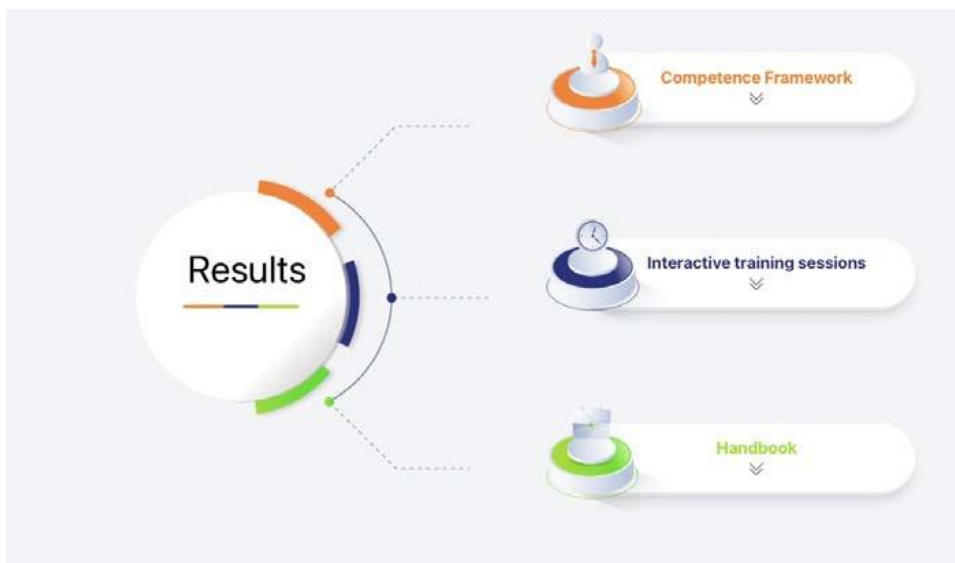 Results
Competence Framework
Interactive training sessions
Handbook